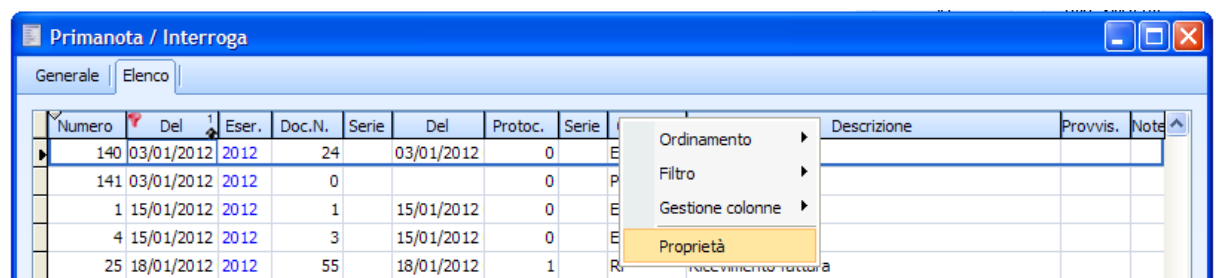 Primanota / Interroga
Generale Elenco
Numero Del 1 Eser. Doc.N. Serie Del Protoc. Serie Descrizione Provvis. Note
140 03/01/2012 2012 24 03/01/2012 0 E
141 03/01/2012 2012 0 0 P
1 15/01/2012 2012 1 15/01/2012 0 E
4 15/01/2012 2012 3 15/01/2012 0 E
25 18/01/2012 2012 55 18/01/2012 1 Ricevimento fattura
Ordinamento
Filtro
Gestione colonne
Proprietà